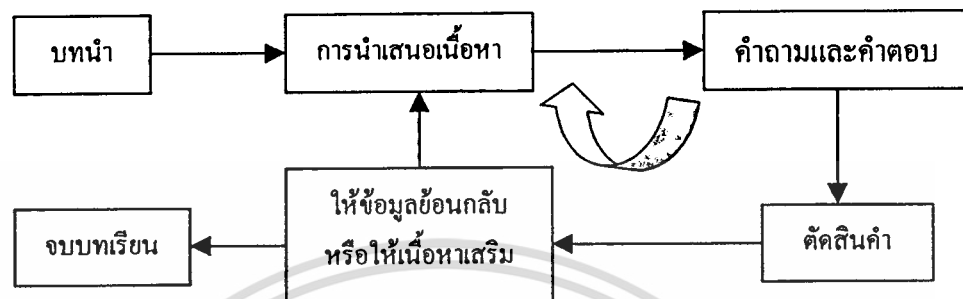 บทนำ
การนำเสนอเนื้อหา
คำถามและคำตอบ
ให้ข้อมูลย้อนกลับ
หรือให้เนื้อหาเสริม
จบบทเรียน
ตัดสินคำ